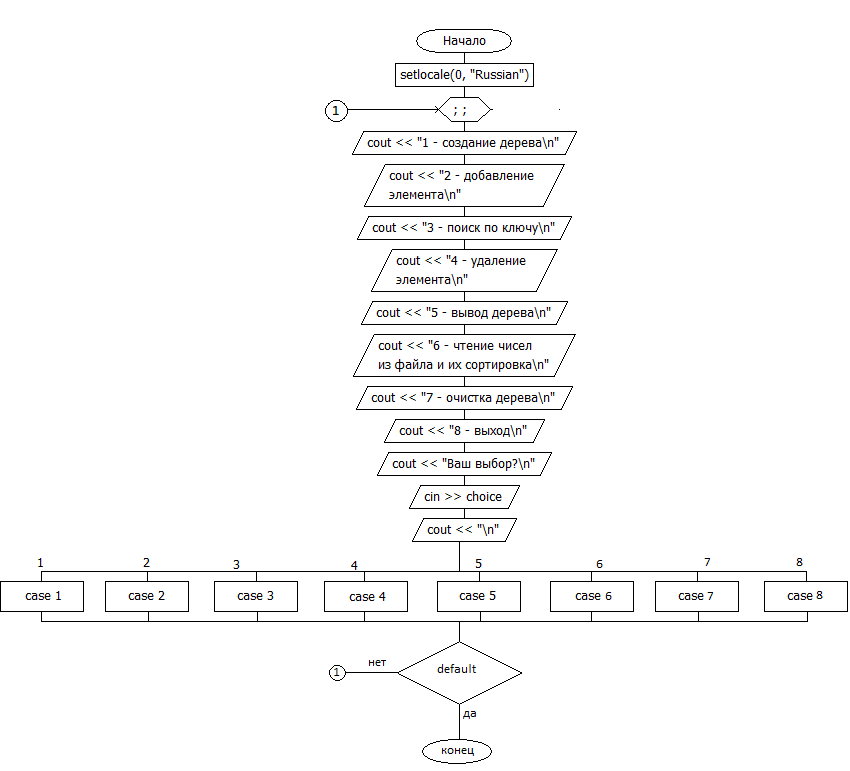 Начало
setlocale(0, "Russian")
1
; ;
cout << "1 - создание дерева\n"
cout << "2 - добавление
элемента\n"
cout << "3 - поиск по ключу\n"
cout << "4 - удаление
элемента\n"
cout << "5 - вывод дерева\n"
cout << "6 - чтение чисел
из файла и их сортировка\n"
cout << "7 - очистка дерева\n"
cout << "8 - выход\n"
cout << "Ваш выбор?\n"
cin >> choice
cout << "\n"
1 2 3 4 5 6 7 8
case 1 case 2 case 3 case 4 case 5 case 6 case 7 case 8
default
нет
1
да
конец